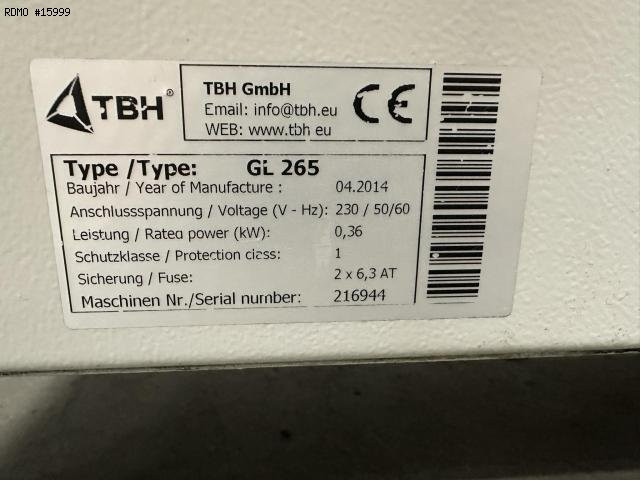 RDMO #15999
TBH®
TBH GmbH
Email: info@tbh.eu
WEB: www.tbh eu
CE
Type /Type: GL 265
Baujahr / Year of Manufacture : 04.2014
Anschlussspannung / Voltage (V - Hz): 230 / 50/60
Leistung / Rated power (kW): 0,36
Schutzklasse / Protection class: 1
Sicherung / Fuse: 2 x 6,3 AT
Maschinen Nr./Serial number: 216944